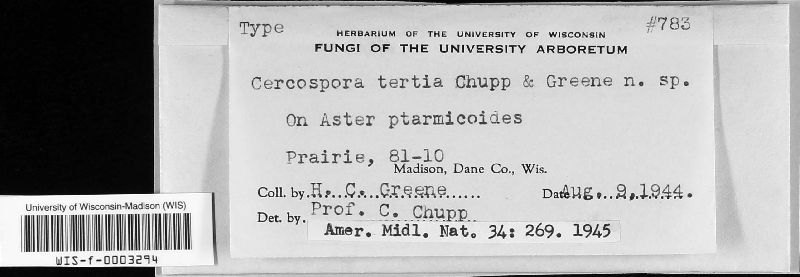 Type
#783
HERBARIUM OF THE UNIVERSITY OF WISCONSIN
FUNGI OF THE UNIVERSITY ARBORETUM
Cercospora tertia Chupp & Greene n. sp.
On Aster ptarmicoides
Prairie, 81-10
Madison, Dane Co., Wis.
Coll. by H. C. Greene Date Aug. 9, 1944.
Det. by. Prof. C. Chupp
Amer. Midl. Nat. 34: 269. 1945
University of Wisconsin-Madison (WIS)
WIS-f-0003294